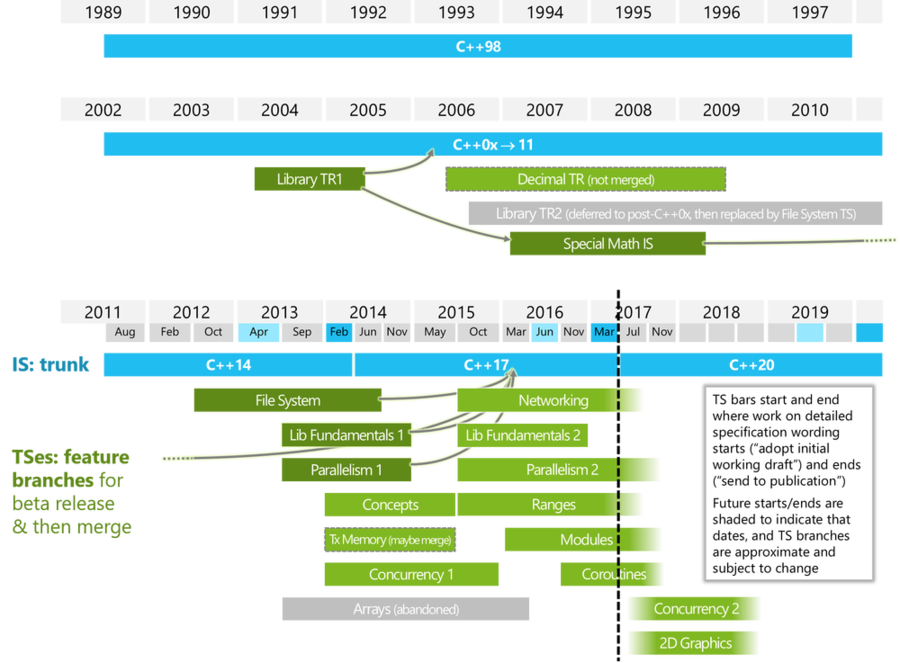 1989 1990 1991 1992 1993 1994 1995 1996 1997
C++98
2002 2003 2004 2005 2006 2007 2008 2009 2010
C++0x → 11
Library TR1
Decimal TR (not merged)
Library TR2 (deferred to post-C++0x, then replaced by File System TS)
Special Math IS
2011 2012 2013 2014 2015 2016 2017 2018 2019
Aug Feb Oct Apr Sep Feb Jun Nov May Oct Mar Jun Nov Mar Jul Nov
IS: trunk
C++14 C++17 C++20
File System Networking
Lib Fundamentals 1 Lib Fundamentals 2
Parallelism 1 Parallelism 2
Concepts Ranges
Tx Memory (maybe merge) Modules
Concurrency 1 Coroutines
Arrays (abandoned) Concurrency 2
2D Graphics
TSes: feature
branches for
beta release
& then merge
TS bars start and end
where work on detailed
specification wording
starts (“adopt initial
working draft”) and ends
(“send to publication”)
Future starts/ends are
shaded to indicate that
dates, and TS branches
are approximate and
subject to change